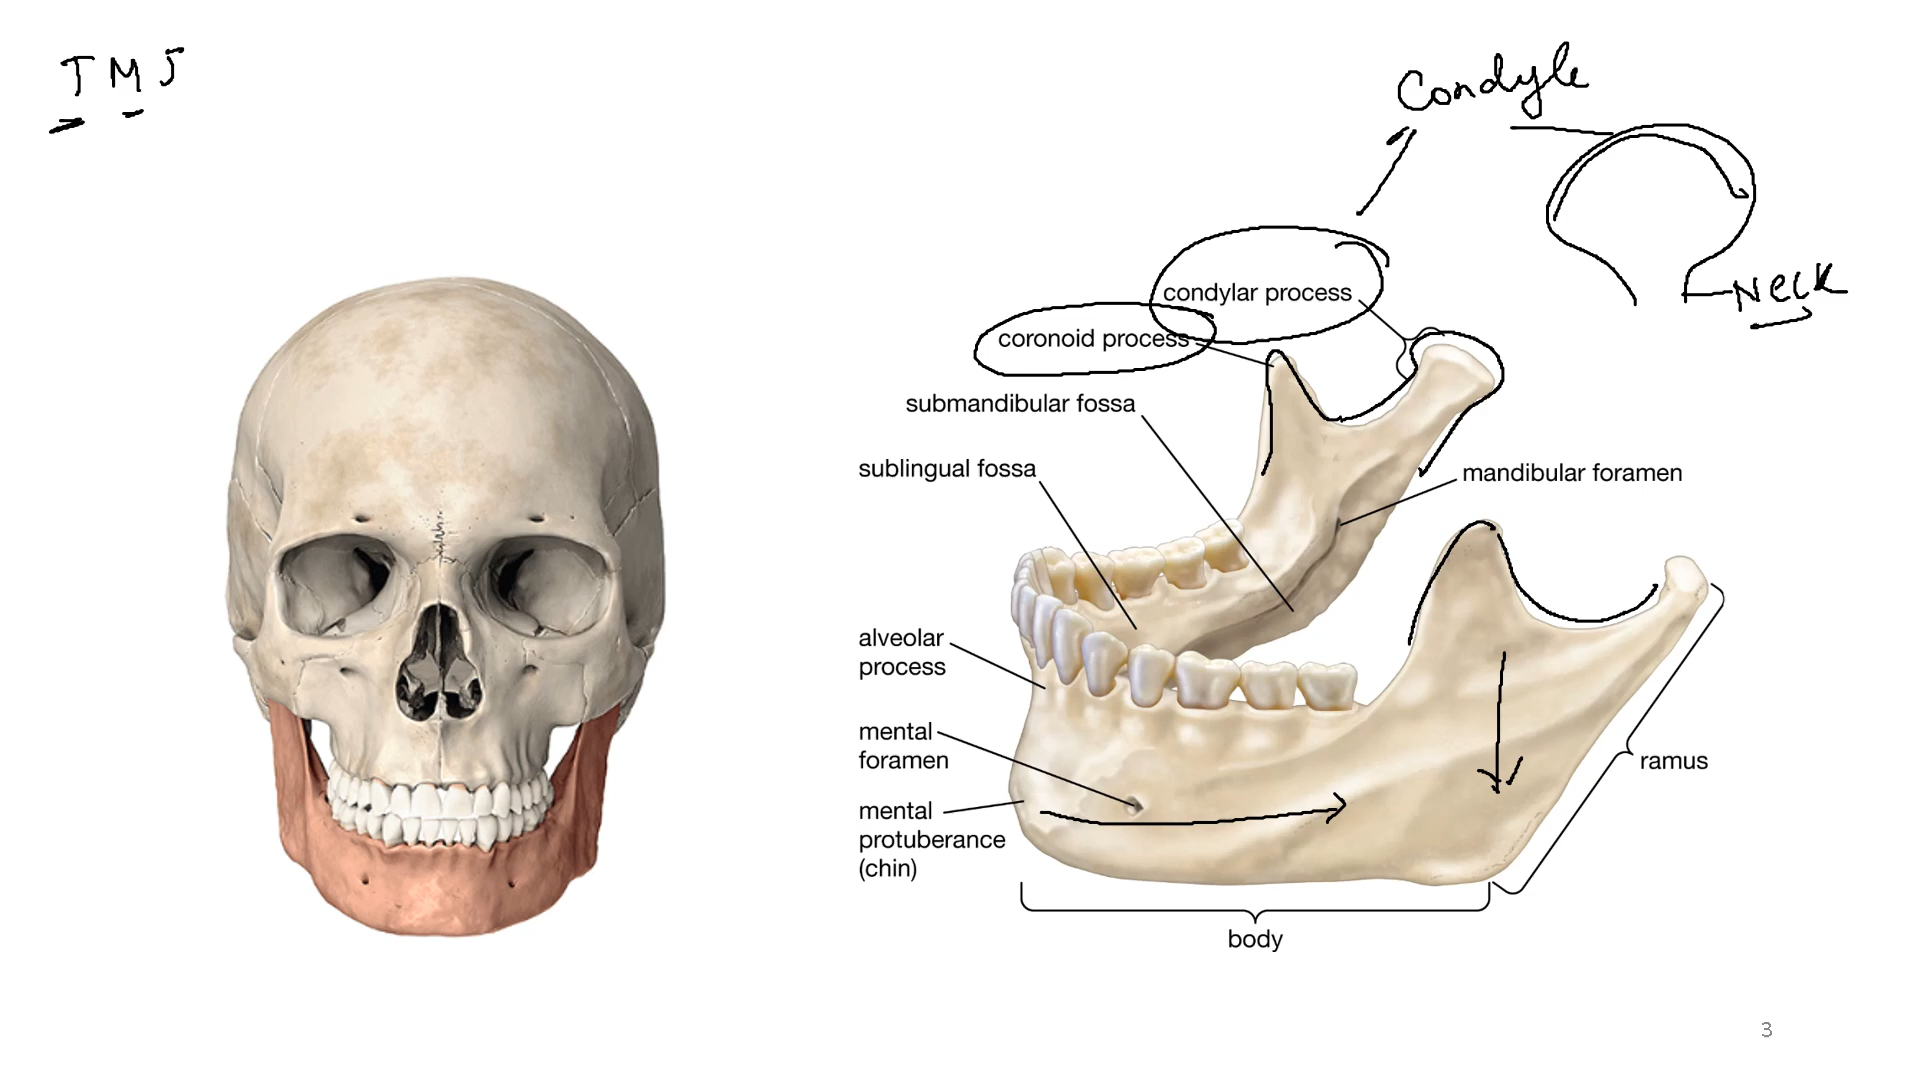 TMJ
Condyle
Neck
condylar process
coronoid process
submandibular fossa
sublingual fossa
mandibular foramen
alveolar
process
mental
foramen
ramus
mental
protuberance
(chin)
body
3